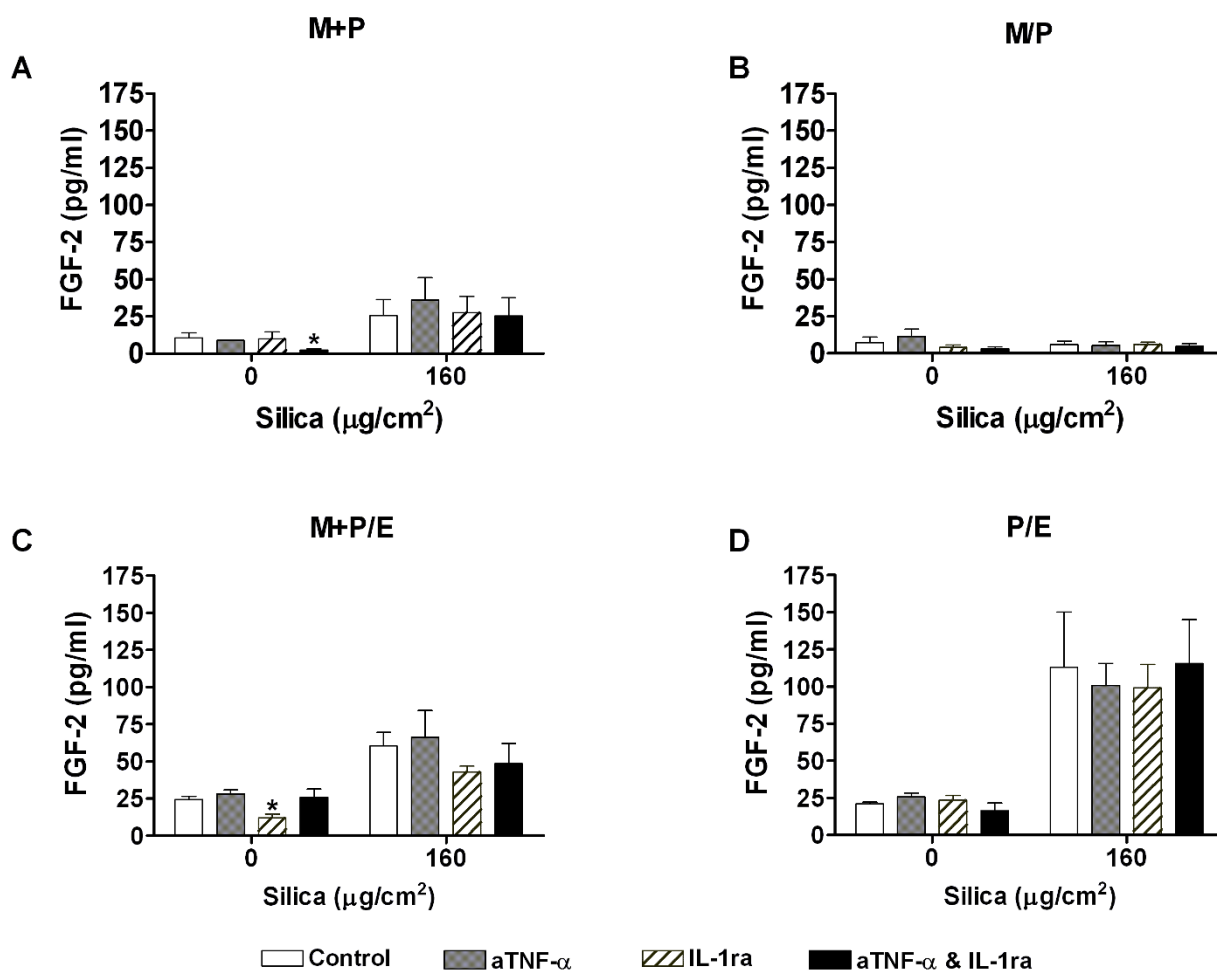 M+P
A
175
150
125
100
75
50
25
0
FGF-2 (pg/ml)
*
0 160
Silica (μg/cm²)
M/P
B
175
150
125
100
75
50
25
0
FGF-2 (pg/ml)
0 160
Silica (μg/cm²)
M+P/E
C
175
150
125
100
75
50
25
0
FGF-2 (pg/ml)
*
0 160
Silica (μg/cm²)
P/E
D
175
150
125
100
75
50
25
0
FGF-2 (pg/ml)
0 160
Silica (μg/cm²)
Control aTNF-α IL-1ra aTNF-α & IL-1ra